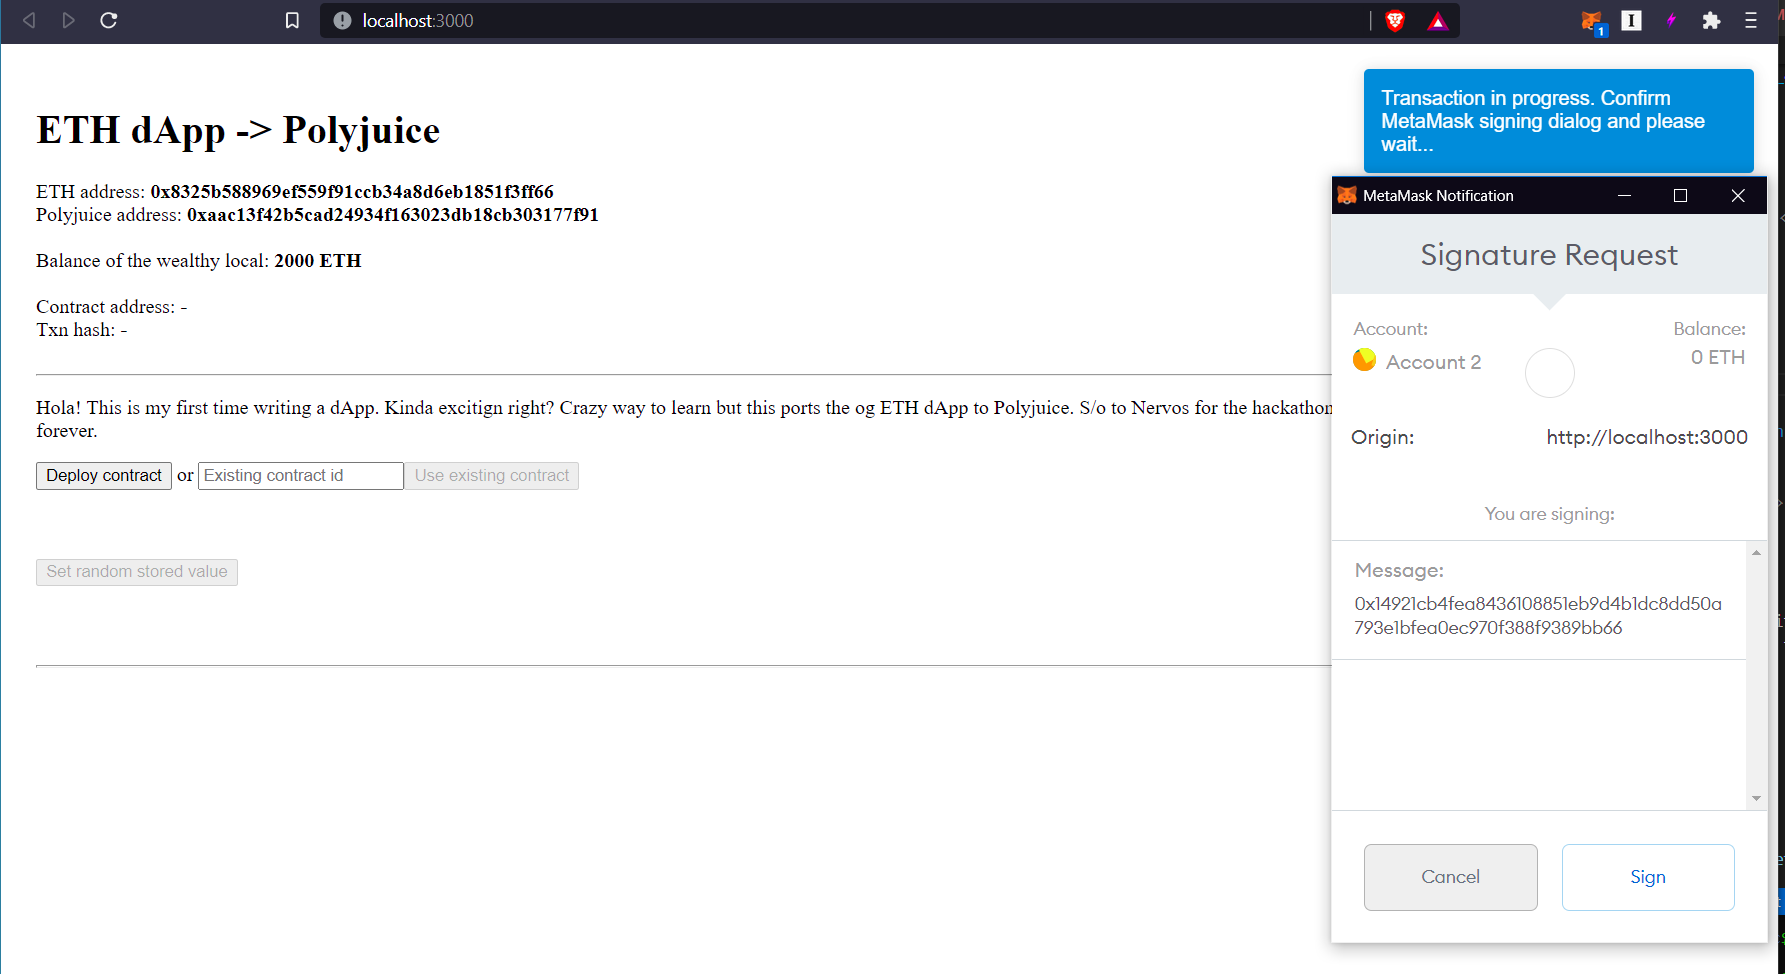 localhost:3000
1
I
Transaction in progress. Confirm
MetaMask signing dialog and please
wait...
ETH dApp -> Polyjuice
ETH address: 0x8325b588969ef559f91ccb34a8d6eb1851f3ff66
Polyjuice address: 0xaac13f42b5cad24934f163023db18cb303177f91
Balance of the wealthy local: 2000 ETH
Contract address: -
Txn hash: -
Hola! This is my first time writing a dApp. Kinda excitign right? Crazy way to learn but this ports the og ETH dApp to Polyjuice. S/o to Nervos for the hackathon
forever.
Deploy contract or Existing contract id Use existing contract
Set random stored value
MetaMask Notification
Signature Request
Account: Balance:
Account 2 0 ETH
Origin: http://localhost:3000
You are signing:
Message:
0x14921cb4fea8436108851eb9d4b1dc8dd50a
793e1bfea0ec970f388f9389bb66
Cancel Sign